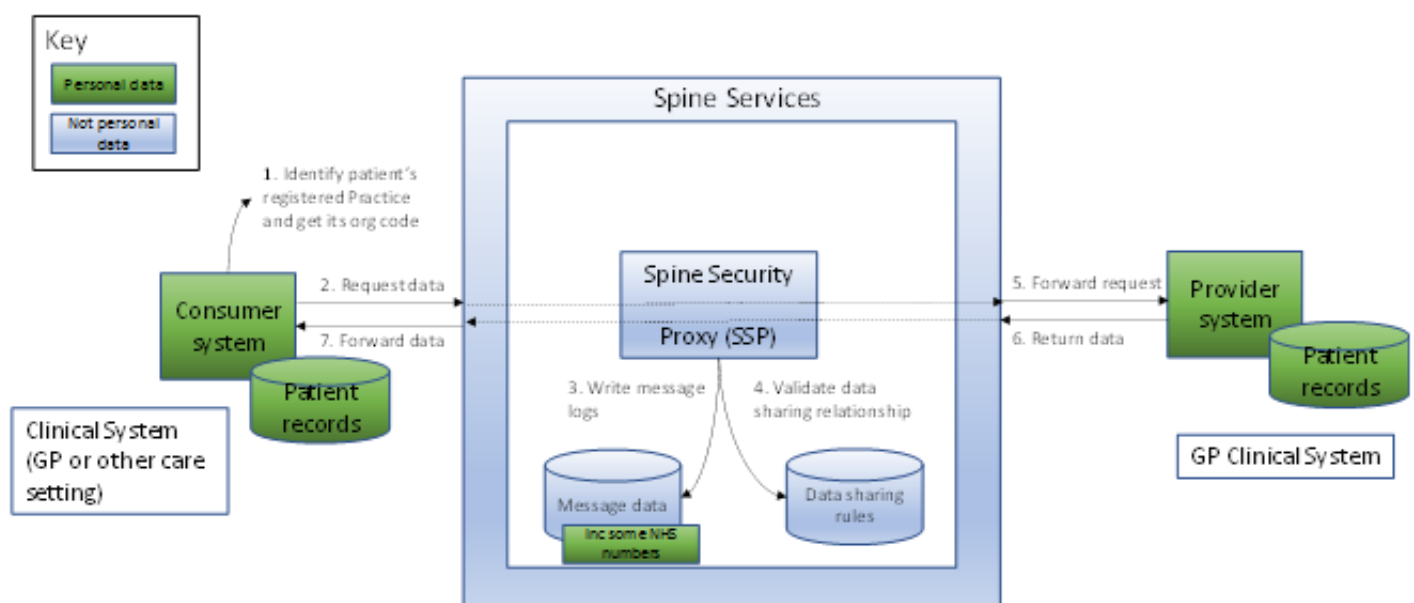 Key
Personal data
Not personal
data
Spine Services
1. Identify patient's
registered Practice
and get its org code
Spine Security
Proxy (SSP)
Consumer
system
2. Request data
7. Forward data
5. Forward request
6. Return data
Provider
system
Patient
records
Patient
records
3. Write message
logs
4. Validate data
sharing relationship
Clinical System
(GP or other care
setting)
GP Clinical System
Message data
Inc some NHS
numbers
Data sharing
rules